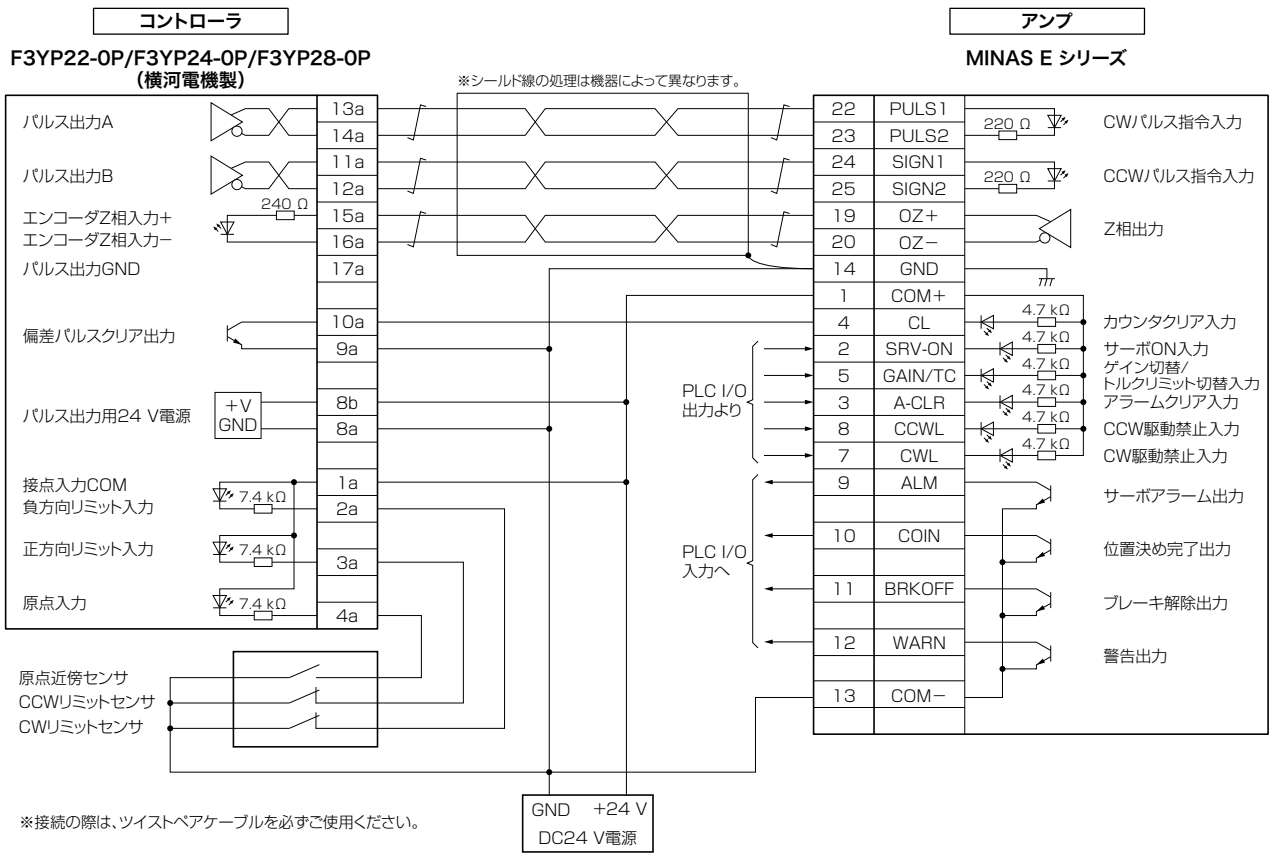 コントローラ
F3YP22-0P/F3YP24-0P/F3YP28-0P
(横河電機製)
アンプ
MINAS E シリーズ
※シールド線の処理は機器によって異なります。
パルス出力A
13a
14a
パルス出力B
11a
12a
240 Ω
エンコーダZ相入力+
15a
エンコーダZ相入力−
16a
パルス出力GND
17a
偏差パルスクリア出力
10a
9a
パルス出力用24 V電源
+V
GND
8b
8a
接点入力COM
1a
負方向リミット入力
7.4 kΩ
2a
正方向リミット入力
7.4 kΩ
3a
原点入力
7.4 kΩ
4a
原点近傍センサ
CCWリミットセンサ
CWリミットセンサ
22 PULS1
220 Ω
CWパルス指令入力
23 PULS2
24 SIGN1
220 Ω
CCWパルス指令入力
25 SIGN2
19 OZ+
Z相出力
20 OZ−
14 GND
1 COM+
4.7 kΩ
4 CL
カウンタクリア入力
4.7 kΩ
2 SRV-ON
サーボON入力
4.7 kΩ
5 GAIN/TC
ゲイン切替/
トルクリミット切替入力
4.7 kΩ
3 A-CLR
アラームクリア入力
4.7 kΩ
8 CCWL
CCW駆動禁止入力
4.7 kΩ
7 CWL
CW駆動禁止入力
PLC I/O
出力より
9 ALM
サーボアラーム出力
10 COIN
位置決め完了出力
PLC I/O
入力へ
11 BRKOFF
ブレーキ解除出力
12 WARN
警告出力
13 COM−
GND +24 V
DC24 V電源
※接続の際は、ツイストペアケーブルを必ずご使用ください。